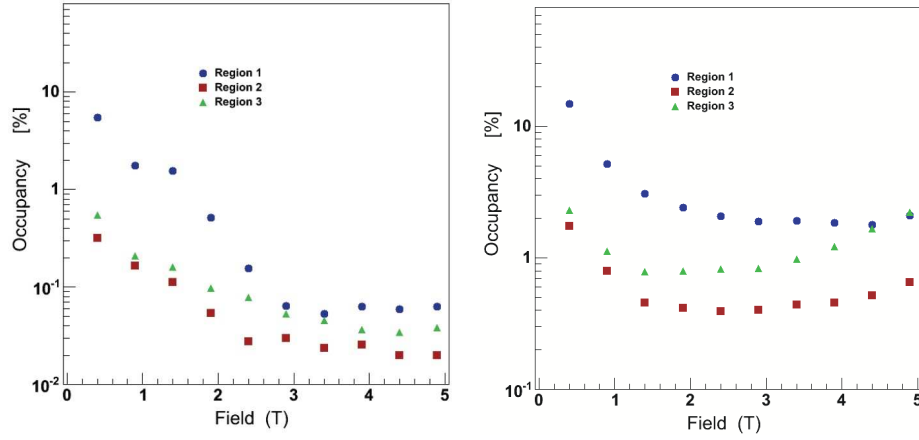 Occupancy [%]
10
1
10-1
10-2
Region 1
Region 2
Region 3
0 1 2 3 4 5
Field (T)
Occupancy [%]
10
1
10-1
Region 1
Region 2
Region 3
0 1 2 3 4 5
Field (T)